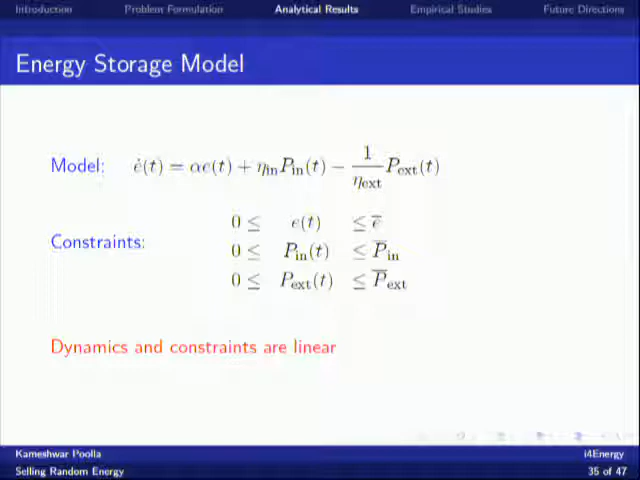 Introduction Problem Formulation Analytical Results Empirical Studies Future Directions
Energy Storage Model
Model: ė(t) = αe(t) + η_in P_in(t) − 1/η_ext P_ext(t)
Constraints:
0 ≤ e(t) ≤ e̅
0 ≤ P_in(t) ≤ P̅_in
0 ≤ P_ext(t) ≤ P̅_ext
Dynamics and constraints are linear
Kameshwar Poolla i4Energy
Selling Random Energy 35 of 47